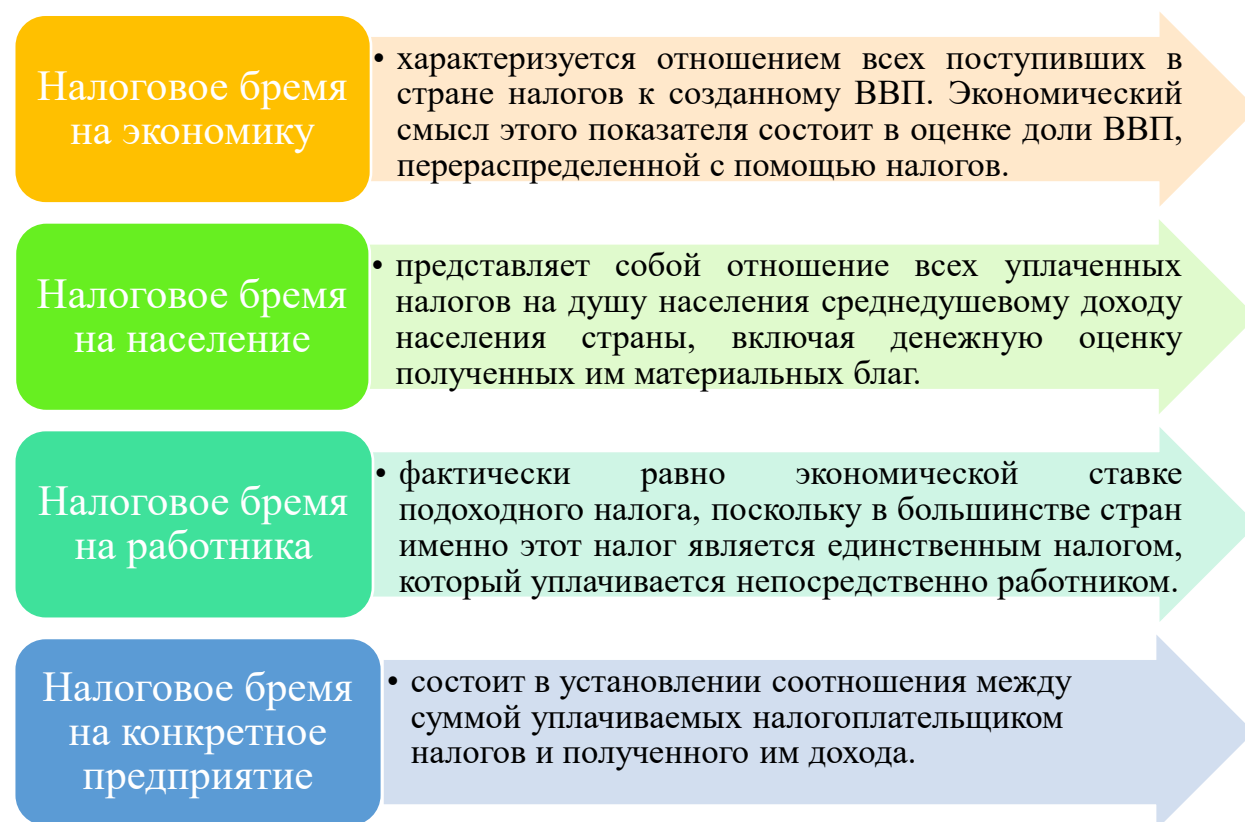 Налоговое бремя
на экономику
• характеризуется отношением всех поступивших в
стране налогов к созданному ВВП. Экономический
смысл этого показателя состоит в оценке доли ВВП,
перераспределенной с помощью налогов.
Налоговое бремя
на население
• представляет собой отношение всех уплаченных
налогов на душу населения среднедушевому доходу
населения страны, включая денежную оценку
полученных им материальных благ.
Налоговое бремя
на работника
• фактически равно экономической ставке
подоходного налога, поскольку в большинстве стран
именно этот налог является единственным налогом,
который уплачивается непосредственно работником.
Налоговое бремя
на конкретное
предприятие
• состоит в установлении соотношения между
суммой уплачиваемых налогоплательщиком
налогов и полученного им дохода.